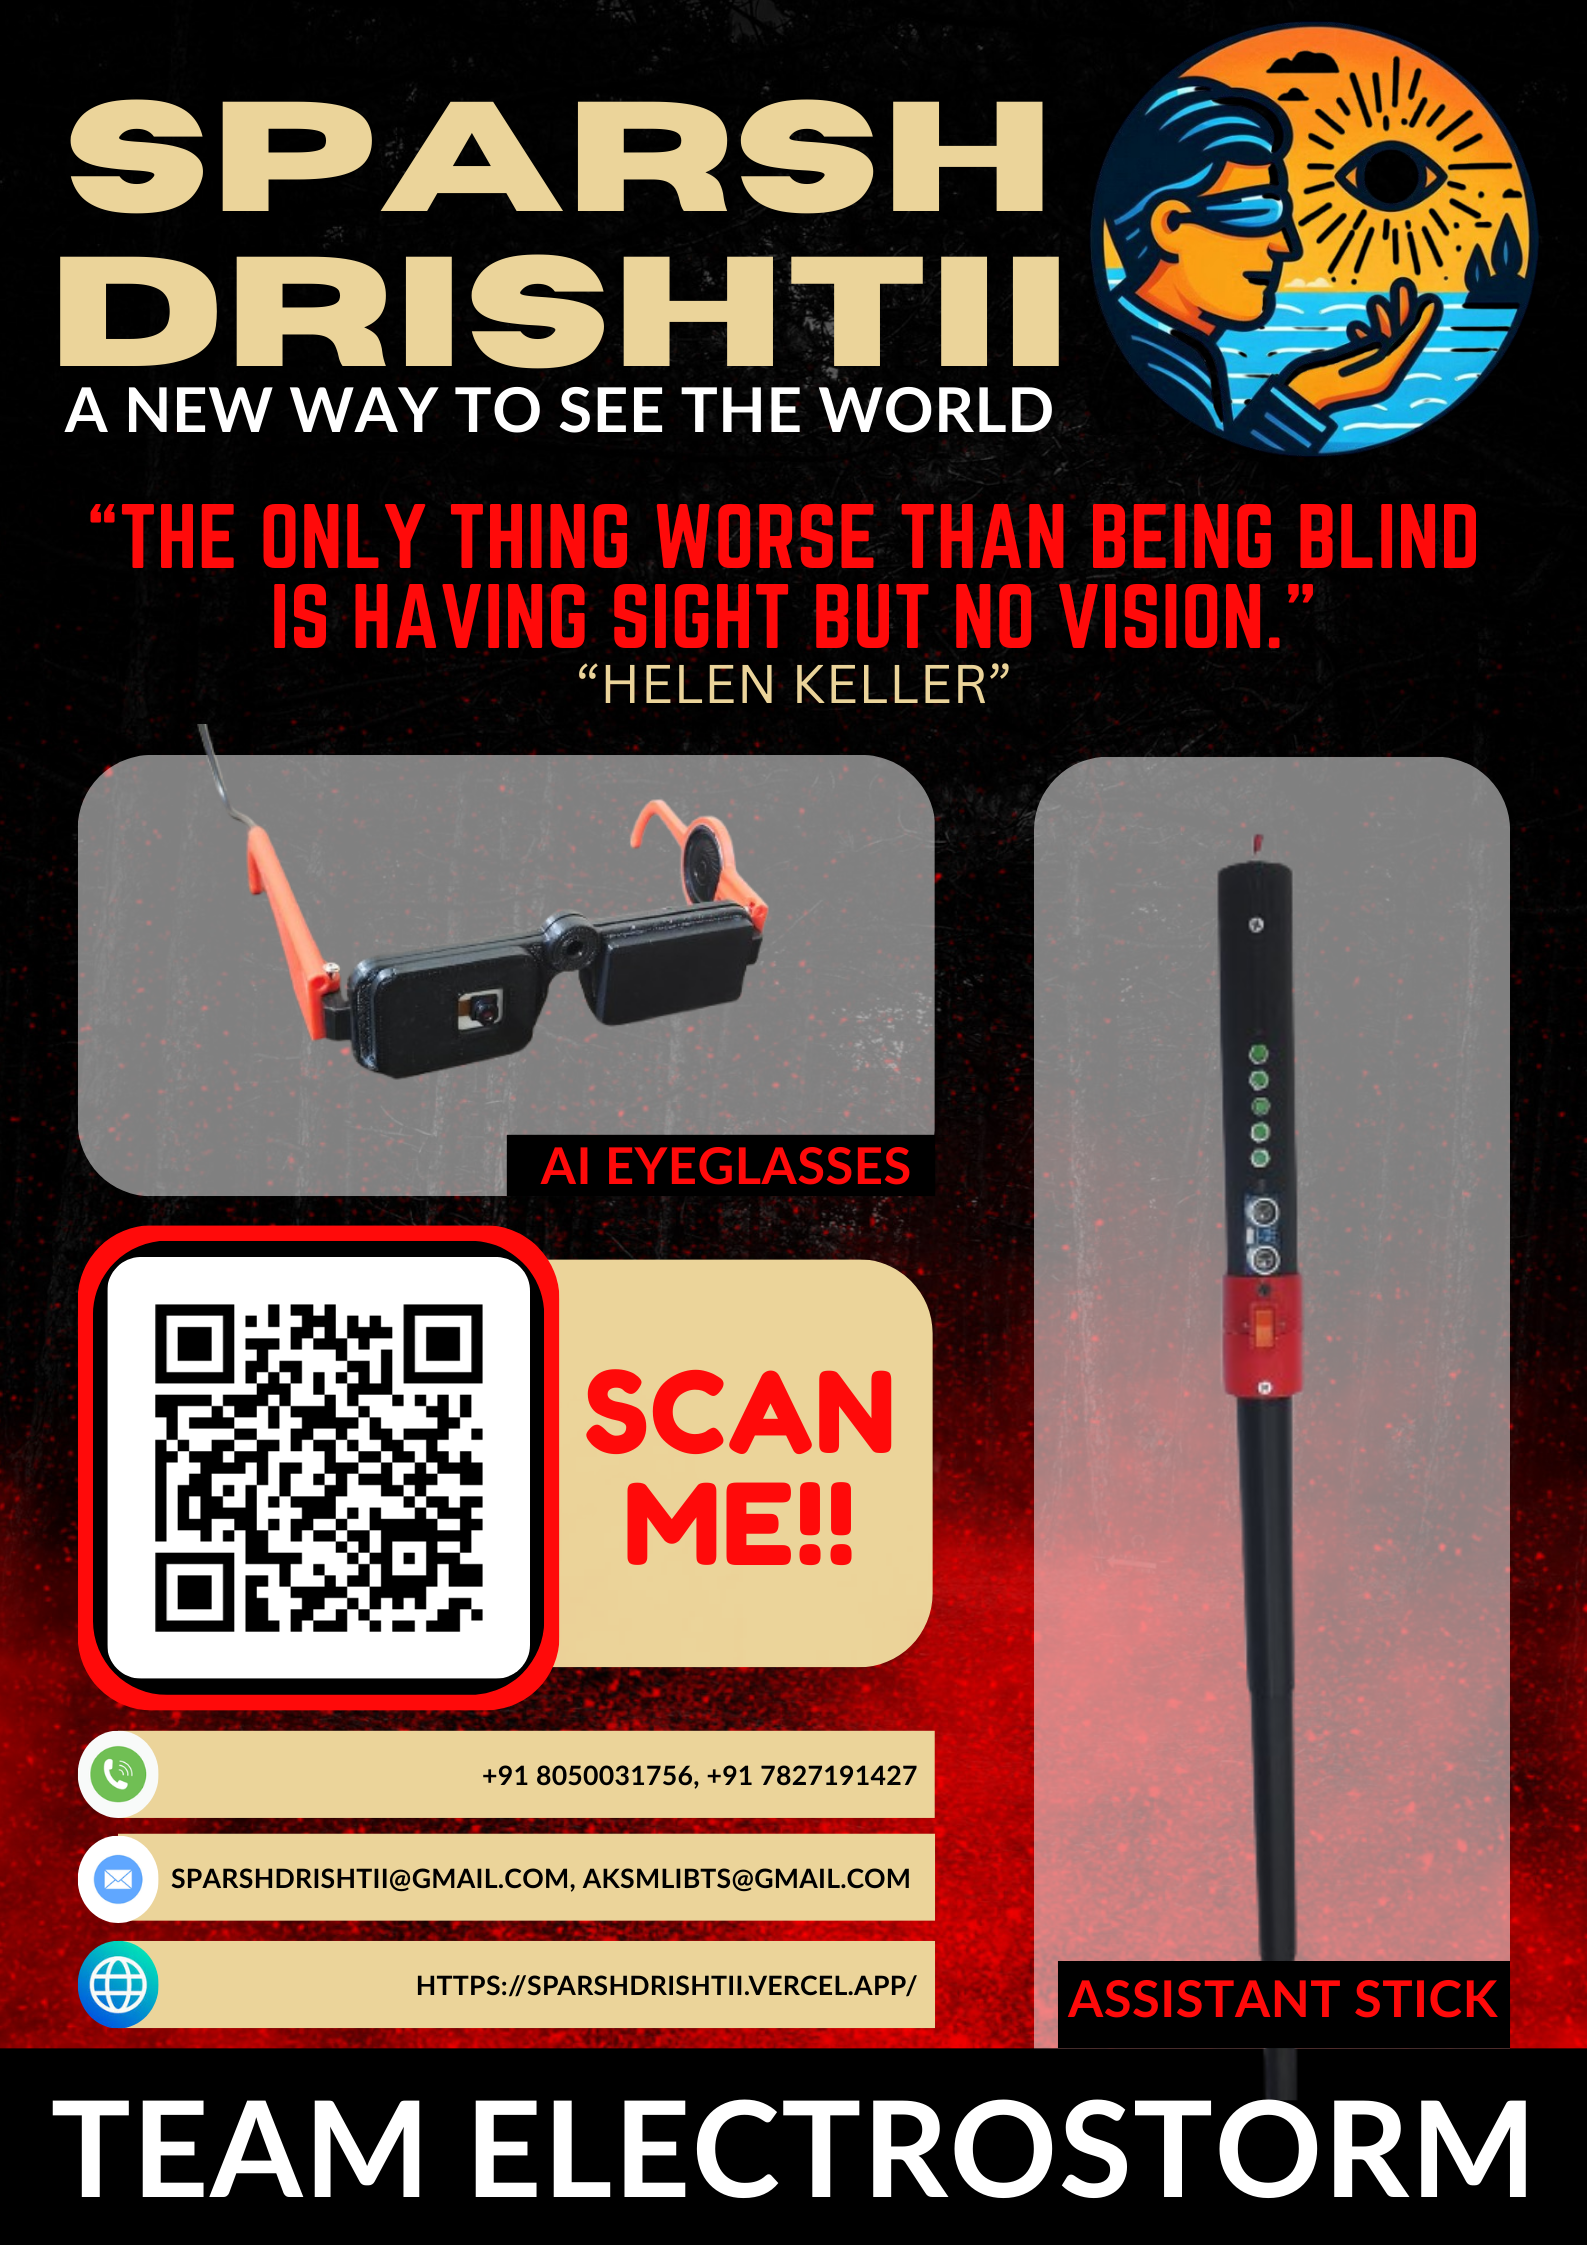 SPARSH
DRISHTII
A NEW WAY TO SEE THE WORLD
“THE ONLY THING WORSE THAN BEING BLIND
IS HAVING SIGHT BUT NO VISION.”
“HELEN KELLER”
AI EYEGLASSES
SCAN
ME!!
+91 8050031756, +91 7827191427
SPARSHDRISHTII@GMAIL.COM, AKSMLIBTS@GMAIL.COM
HTTPS://SPARSHDRISHTII.VERCEL.APP/
ASSISTANT STICK
TEAM ELECTROSTORM